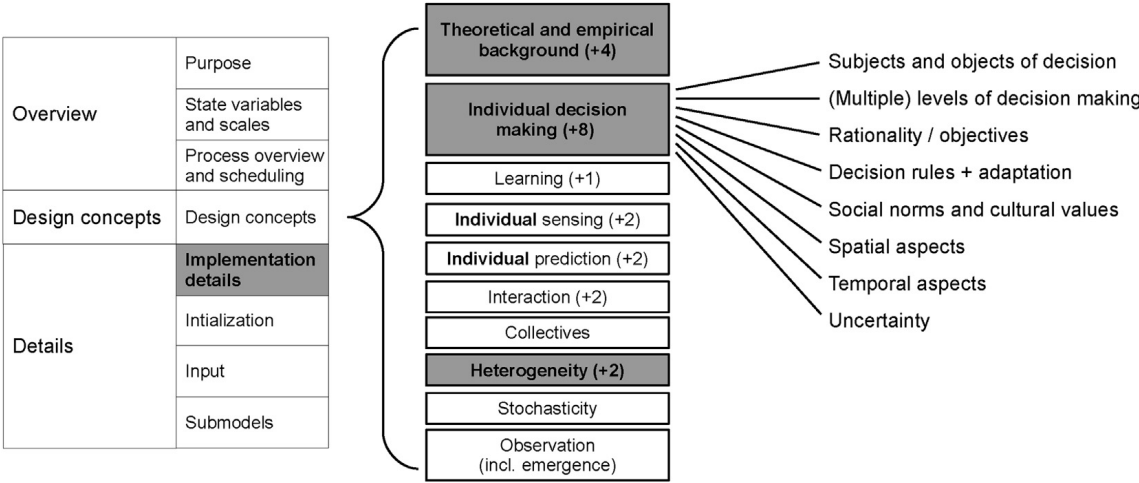 Overview
Purpose
State variables
and scales
Process overview
and scheduling
Design concepts
Design concepts
Details
Implementation
details
Intialization
Input
Submodels
Theoretical and empirical
background (+4)
Individual decision
making (+8)
Learning (+1)
Individual sensing (+2)
Individual prediction (+2)
Interaction (+2)
Collectives
Heterogeneity (+2)
Stochasticity
Observation
(incl. emergence)
Subjects and objects of decision
(Multiple) levels of decision making
Rationality / objectives
Decision rules + adaptation
Social norms and cultural values
Spatial aspects
Temporal aspects
Uncertainty